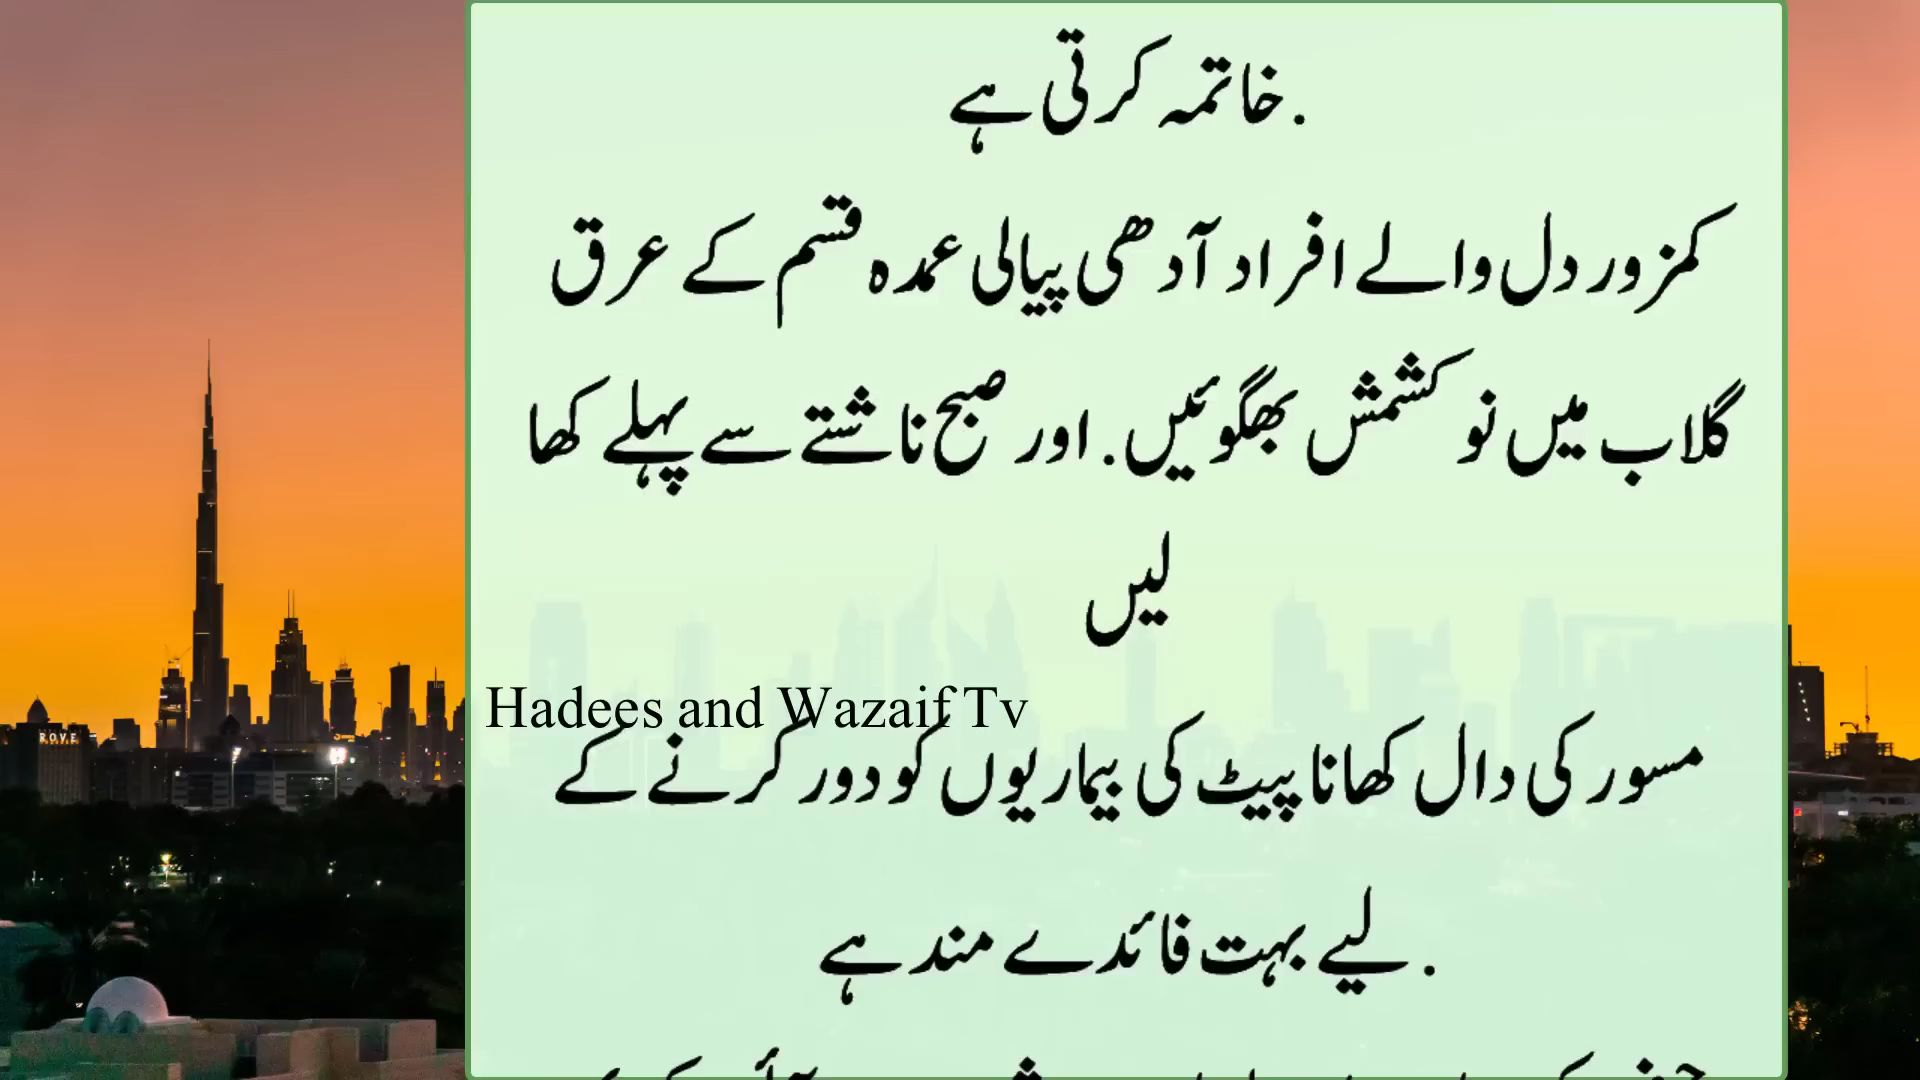 خاتمہ کرتی ہے.
کمزور دل والے افراد آدھی پیالی عمدہ قسم کے عرق
گلاب میں نو کشمش بھگوئیں. اور صبح ناشتے سے پہلے کھا
لیں
Hadees and Wazaif Tv
مسور کی دال کھانا پیٹ کی بیماریوں کو دور کرنے کے
لیے بہت فائدے مند ہے.
ROVE